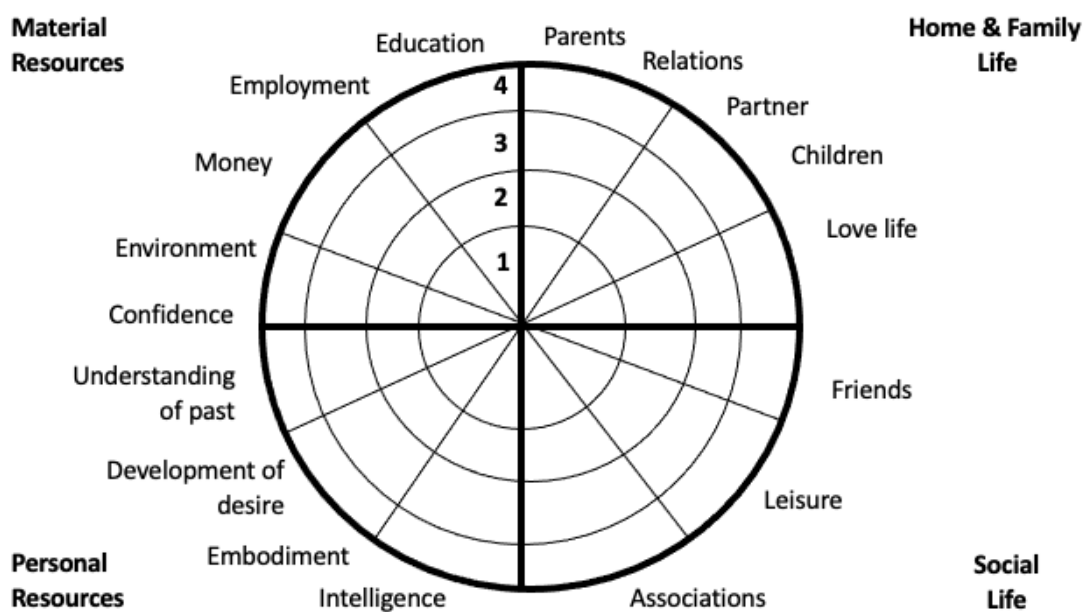 Material
Resources
Home & Family
Life
Education
Parents
Employment
Relations
Partner
Money
Children
Environment
Love life
Confidence
4
3
2
1
Understanding
of past
Friends
Development of
desire
Leisure
Embodiment
Intelligence
Associations
Personal
Resources
Social
Life